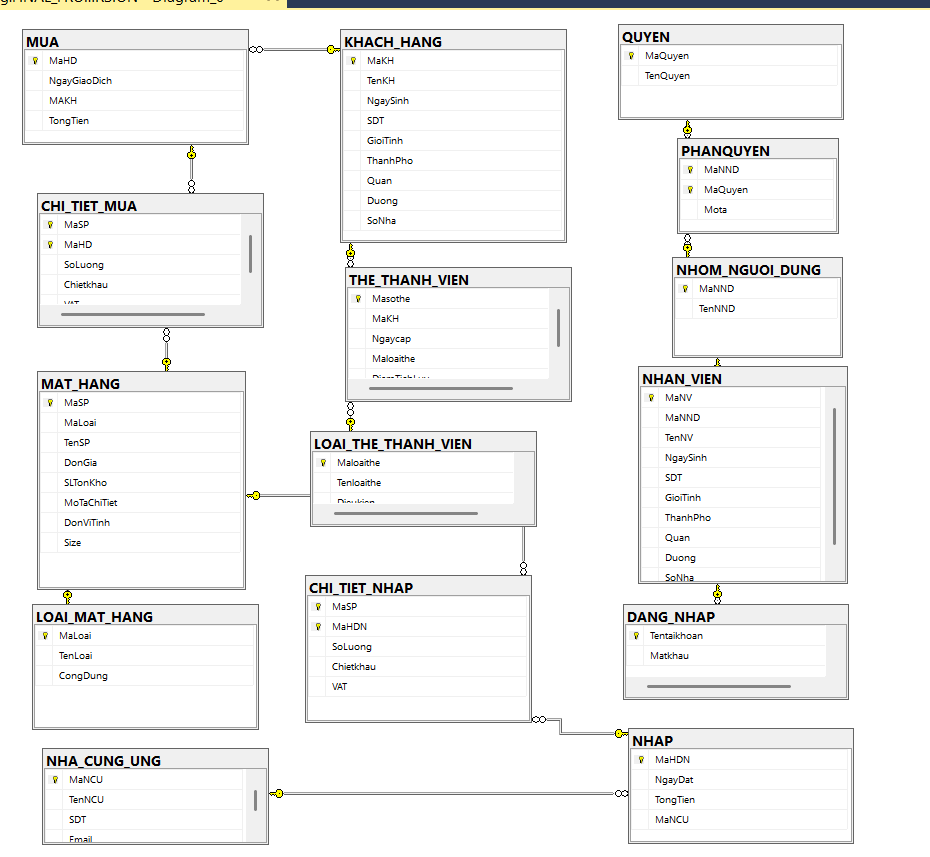 MUA
MaHD
NgayGiaoDich
MAKH
TongTien
KHACH_HANG
MaKH
TenKH
NgaySinh
SDT
GioiTinh
ThanhPho
Quan
Duong
SoNha
QUYEN
MaQuyen
TenQuyen
PHANQUYEN
MaNND
MaQuyen
Mota
CHI_TIET_MUA
MaSP
MaHD
SoLuong
Chietkhau
VAT
THE_THANH_VIEN
Masothe
MaKH
Ngaycap
Maloaithe
DiemTichLuy
NHOM_NGUOI_DUNG
MaNND
TenNND
MAT_HANG
MaSP
MaLoai
TenSP
DonGia
SLTonKho
MoTaChiTiet
DonViTinh
Size
LOAI_THE_THANH_VIEN
Maloaithe
Tenloaithe
Dieukien
NHAN_VIEN
MaNV
MaNND
TenNV
NgaySinh
SDT
GioiTinh
ThanhPho
Quan
Duong
SoNha
LOAI_MAT_HANG
MaLoai
TenLoai
CongDung
CHI_TIET_NHAP
MaSP
MaHDN
SoLuong
Chietkhau
VAT
DANG_NHAP
Tentaikhoan
Matkhau
NHA_CUNG_UNG
MaNCU
TenNCU
SDT
Email
NHAP
MaHDN
NgayDat
TongTien
MaNCU